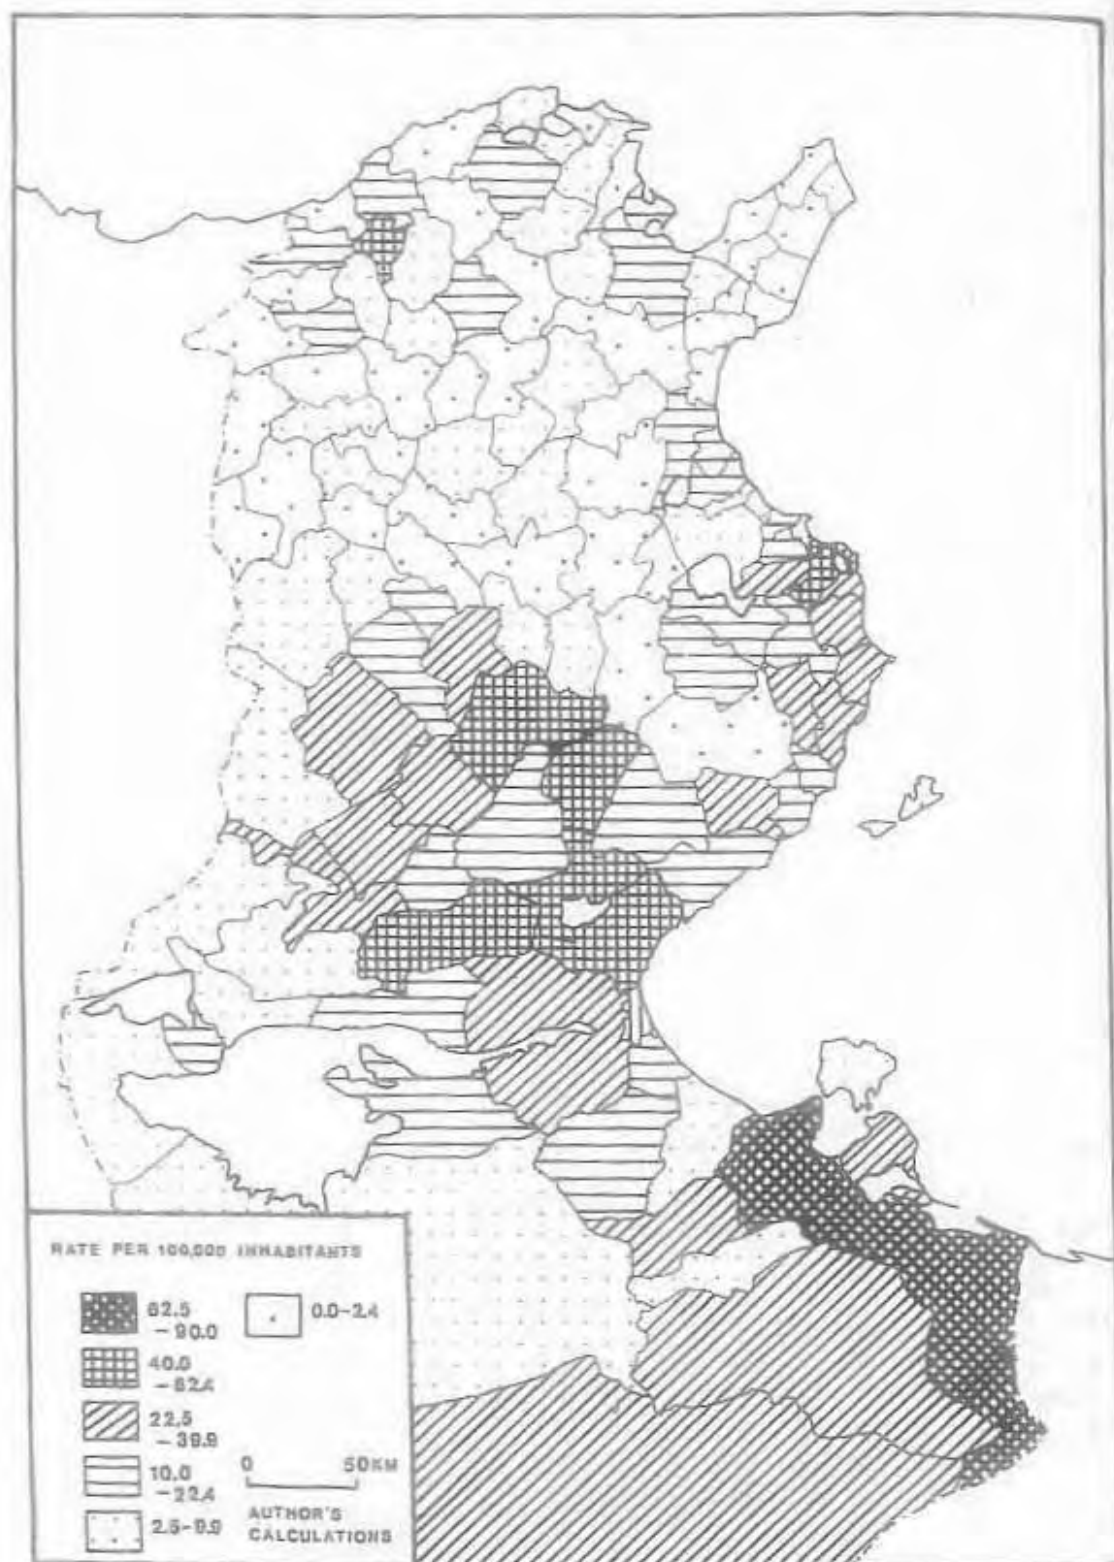 RATE PER 100,000 INHABITANTS
62.5
-90.0
0.0-2.4
40.0
-62.4
22.5
-39.9
10.0
-22.4
2.5-9.9
0 50KM
AUTHOR'S
CALCULATIONS